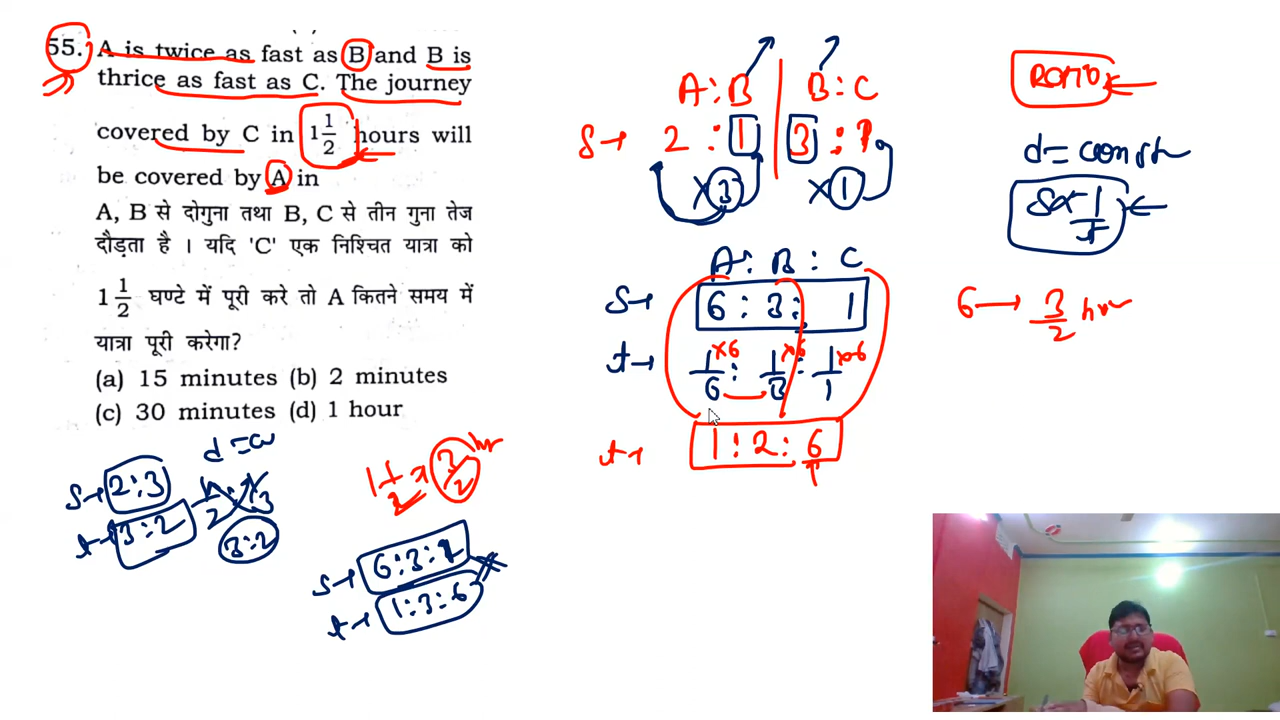 55. A is twice as fast as B and B is
thrice as fast as C. The journey
covered by C in 1 1/2 hours will
be covered by A in
A, B से दोगुना तथा B, C से तीन गुना तेज
दौड़ता है । यदि 'C' एक निश्चित यात्रा को
1 1/2 घण्टे में पूरी करे तो A कितने समय में
यात्रा पूरी करेगा?
(a) 15 minutes (b) 2 minutes
(c) 30 minutes (d) 1 hour
A : B B : C
S→ 2 : 1 3 : 1
×3 ×1
A : B : C
S→ 6 : 3 : 1
t→ 1/6 ×6 : 1/3 ×6 : 1/1 ×6
t→ 1 : 2 : 6
Ratio
d = const
S ∝ 1/t
6 → 3/2 hour
S→ 2 : 3
t→ 3 : 2
3 : 2
1 1/2 = 3/2 hr
S→ 6 : 3 : 1
t→ 1 : 3 : 6